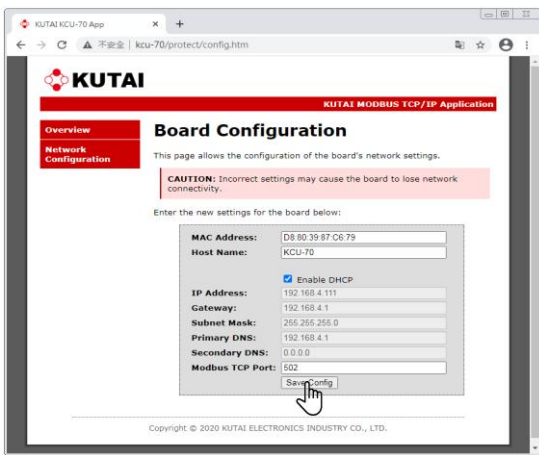 KUTAI KCU-70 App
不安全 | kcu-70/protect/config.htm
KUTAI
KUTAI MODBUS TCP/IP Application
Overview
Network
Configuration
Board Configuration
This page allows the configuration of the board's network settings.
CAUTION: Incorrect settings may cause the board to lose network
connectivity.
Enter the new settings for the board below:
MAC Address: D8:80:39:87:C6:79
Host Name: KCU-70
Enable DHCP
IP Address: 192.168.4.111
Gateway: 192.168.4.1
Subnet Mask: 255.255.255.0
Primary DNS: 192.168.4.1
Secondary DNS: 0.0.0.0
Modbus TCP Port: 502
Save Config
Copyright © 2020 KUTAI ELECTRONICS INDUSTRY CO., LTD.